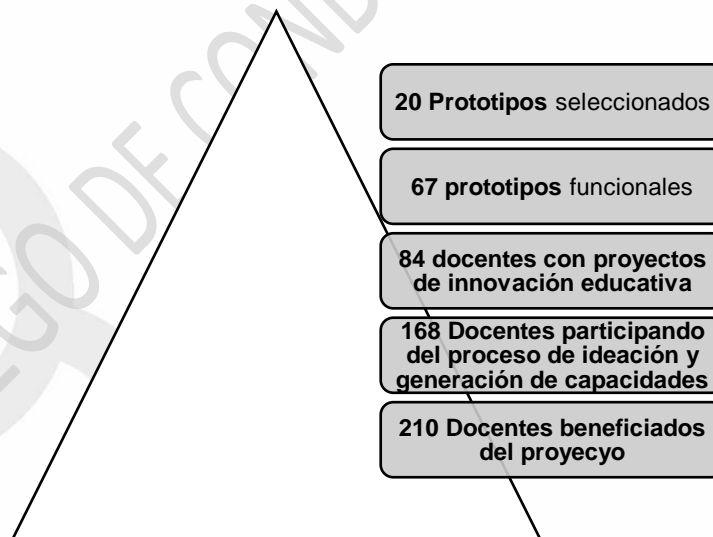 20 Prototipos seleccionados
67 prototipos funcionales
84 docentes con proyectos
de innovación educativa
168 Docentes participando
del proceso de ideación y
generación de capacidades
210 Docentes beneficiados
del proyecyo